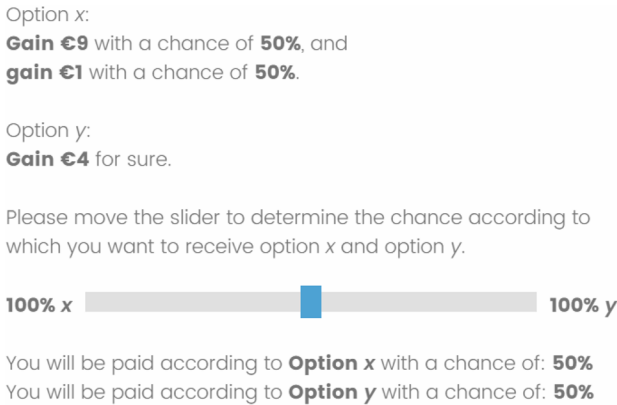 Option x:
Gain €9 with a chance of 50%, and
gain €1 with a chance of 50%.
Option y:
Gain €4 for sure.
Please move the slider to determine the chance according to
which you want to receive option x and option y.
100% x 100% y
You will be paid according to Option x with a chance of: 50%
You will be paid according to Option y with a chance of: 50%